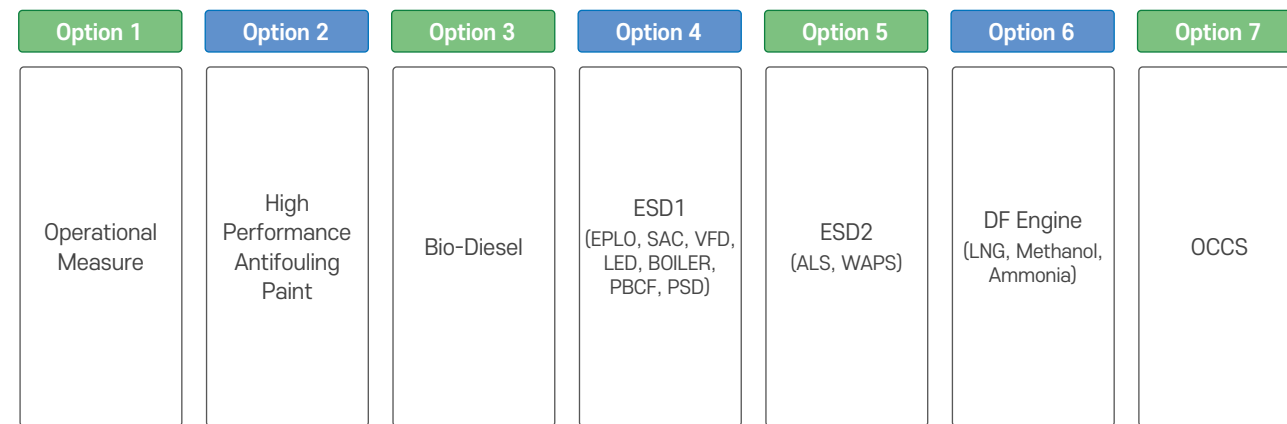 Option 1
Option 2
Option 3
Option 4
Option 5
Option 6
Option 7
Operational
Measure
High
Performance
Antifouling
Paint
Bio-Diesel
ESD1
(EPLO, SAC, VFD,
LED, BOILER,
PBCF, PSD)
ESD2
(ALS, WAPS)
DF Engine
(LNG, Methanol,
Ammonia)
OCCS